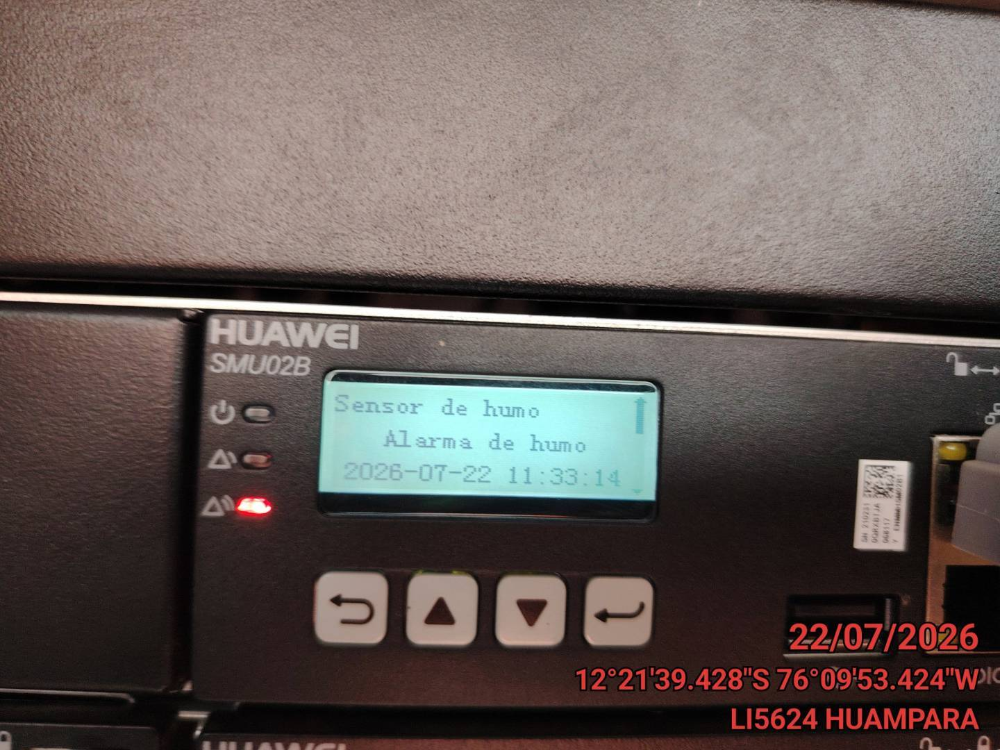 HUAWEI
SMU02B
Sensor de humo
Alarma de humo
2026-07-22 11:33:14
22/07/2026
12°21'39.428"S 76°09'53.424"W
LI5624 HUAMPARA
HUAWEI